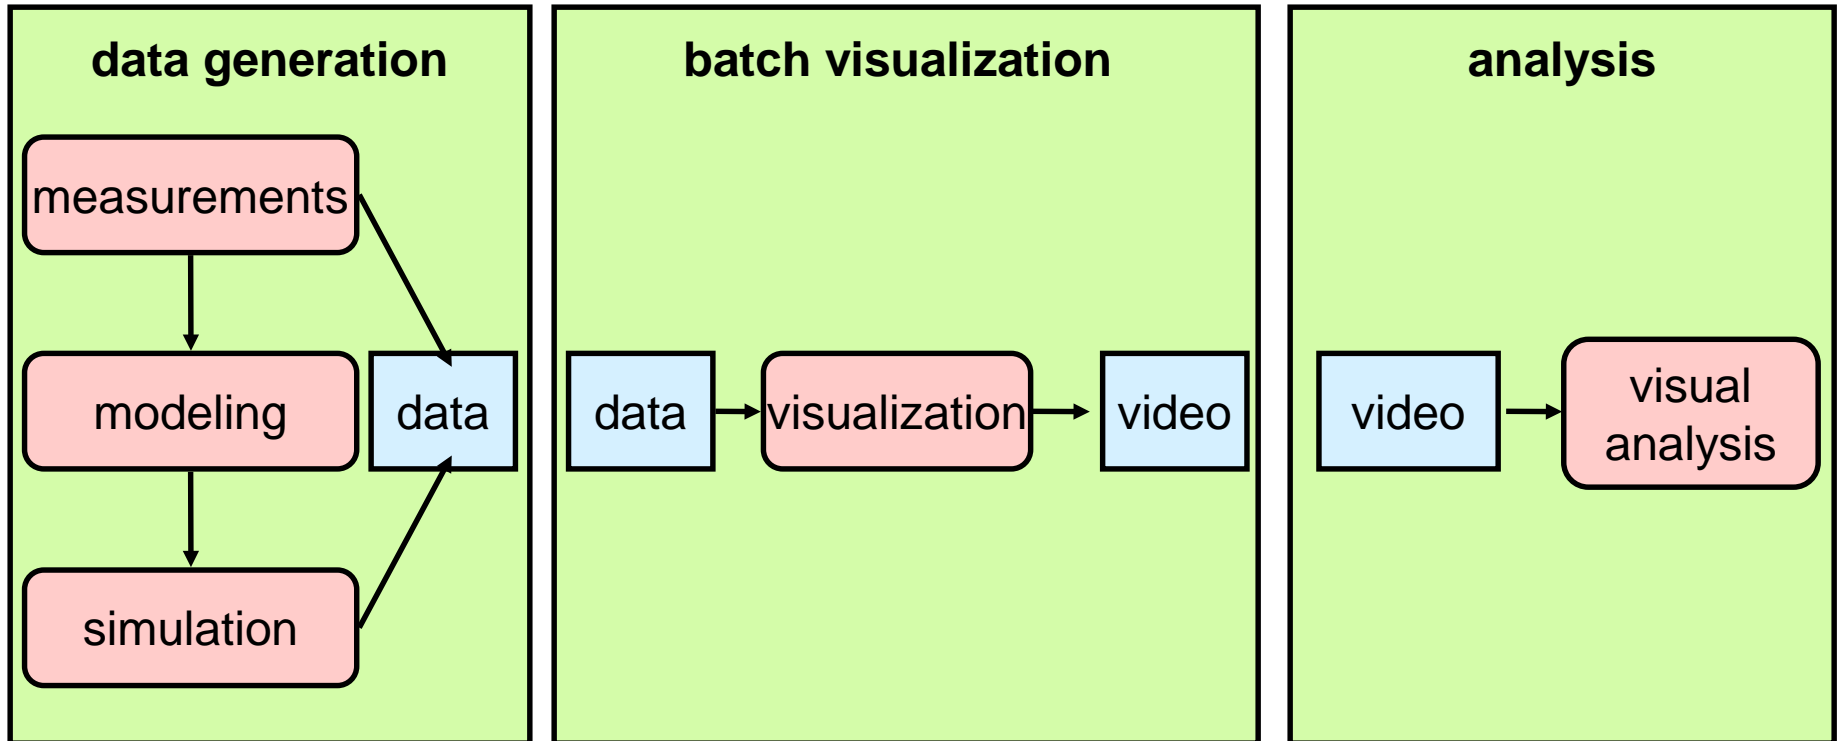 data generation
measurements
modeling
data
simulation
batch visualization
data
visualization
video
analysis
video
visual
analysis